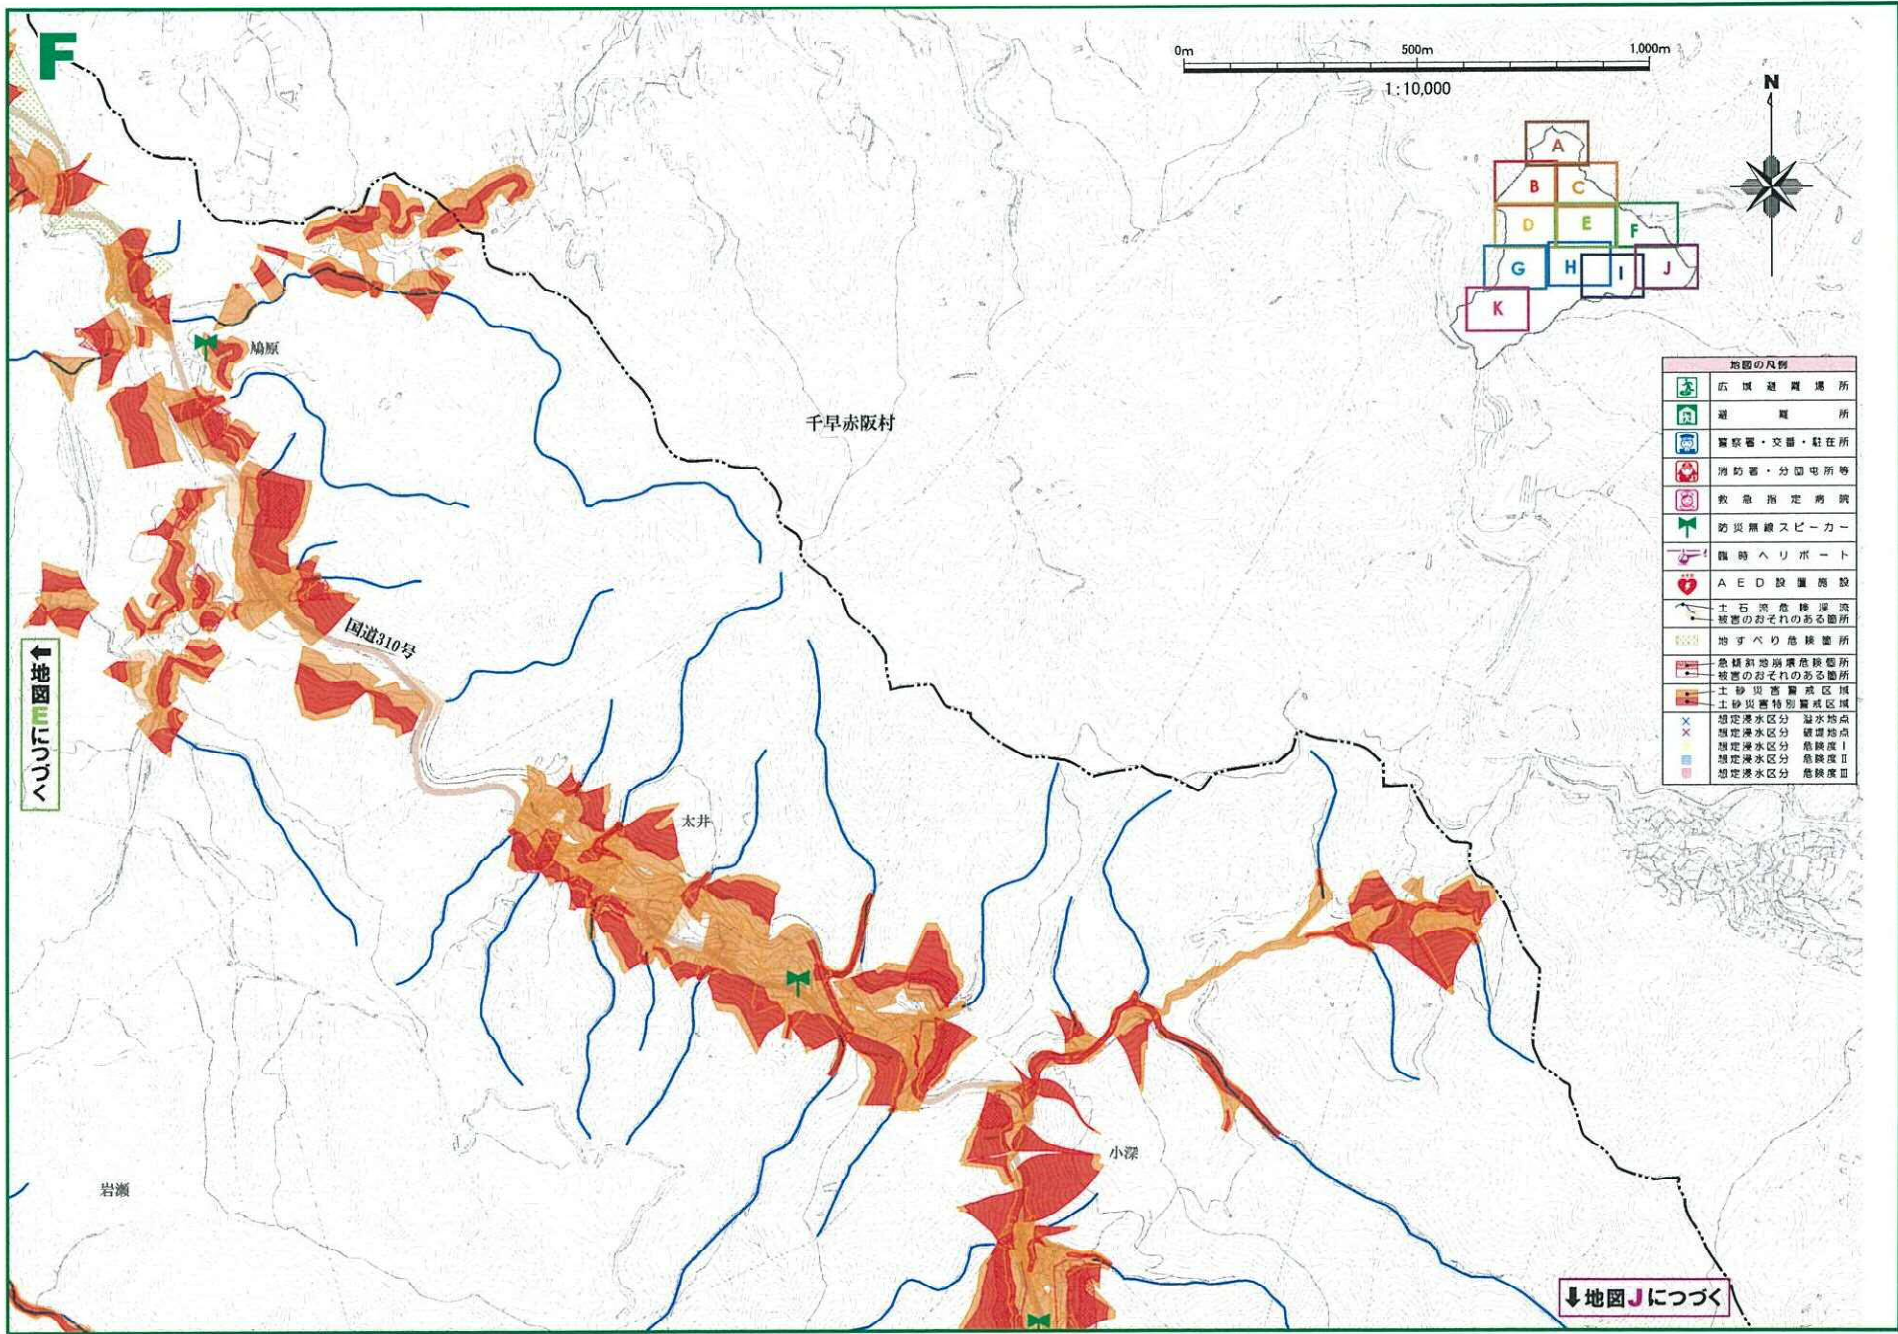 F
0m 500m 1,000m
1:10,000
N
A
B C
D E F
G H I J
K
地図の凡例
広域避難場所
避難所
警察署・交番・駐在所
消防署・分団屯所等
救急指定病院
防災無線スピーカー
臨時ヘリポート
AED設置施設
土石流危険渓流
被害のおそれのある箇所
地すべり危険箇所
急傾斜地崩壊危険個所
被害のおそれのある箇所
土砂災害警戒区域
土砂災害特別警戒区域
想定浸水区分 溢水地点
想定浸水区分 破堤地点
想定浸水区分 危険度Ⅰ
想定浸水区分 危険度Ⅱ
想定浸水区分 危険度Ⅲ
鳩原
千早赤阪村
国道310号
⬆地図Eにつづく
太井
小深
岩瀬
⬇地図Jにつづく